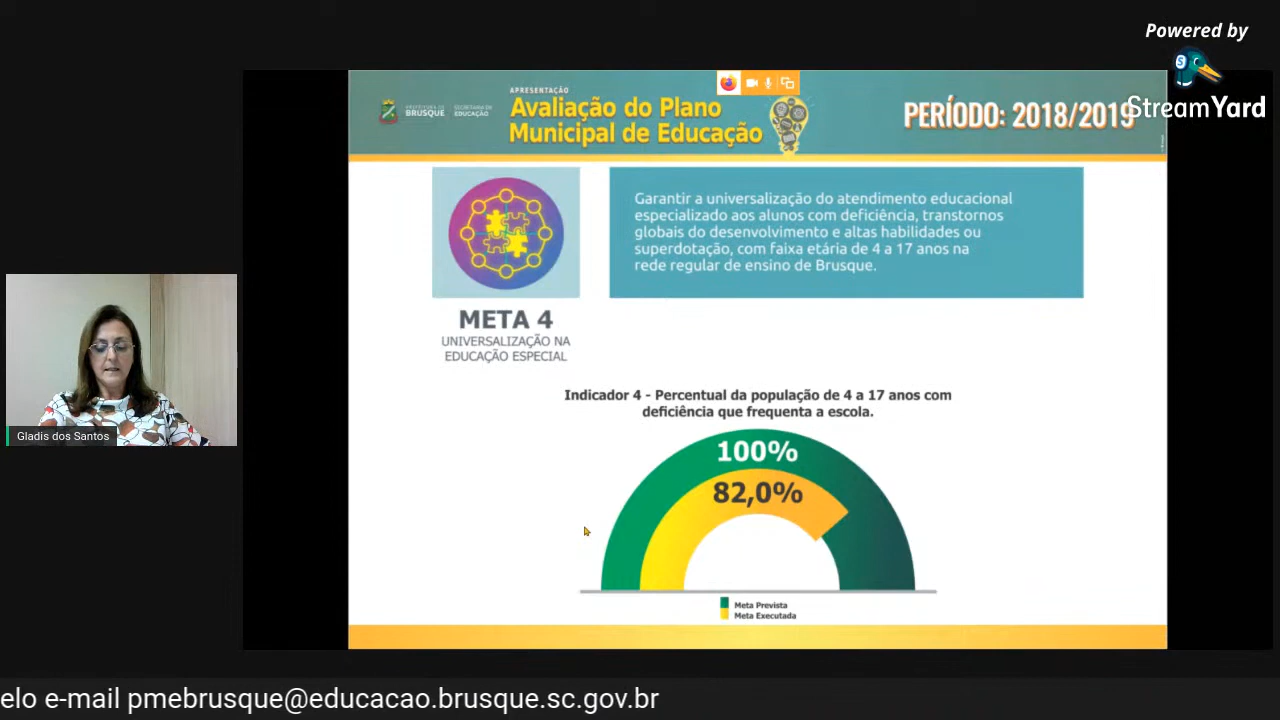 Powered by
StreamYard
PREFEITURA DE
BRUSQUE
SECRETARIA DE
EDUCAÇÃO
APRESENTAÇÃO
Avaliação do Plano
Municipal de Educação
PERÍODO: 2018/2019
Garantir a universalização do atendimento educacional
especializado aos alunos com deficiência, transtornos
globais do desenvolvimento e altas habilidades ou
superdotação, com faixa etária de 4 a 17 anos na
rede regular de ensino de Brusque.
META 4
UNIVERSALIZAÇÃO NA
EDUCAÇÃO ESPECIAL
Indicador 4 - Percentual da população de 4 a 17 anos com
deficiência que frequenta a escola.
100%
82,0%
Meta Prevista
Meta Executada
Gladis dos Santos
elo e-mail pmebrusque@educacao.brusque.sc.gov.br